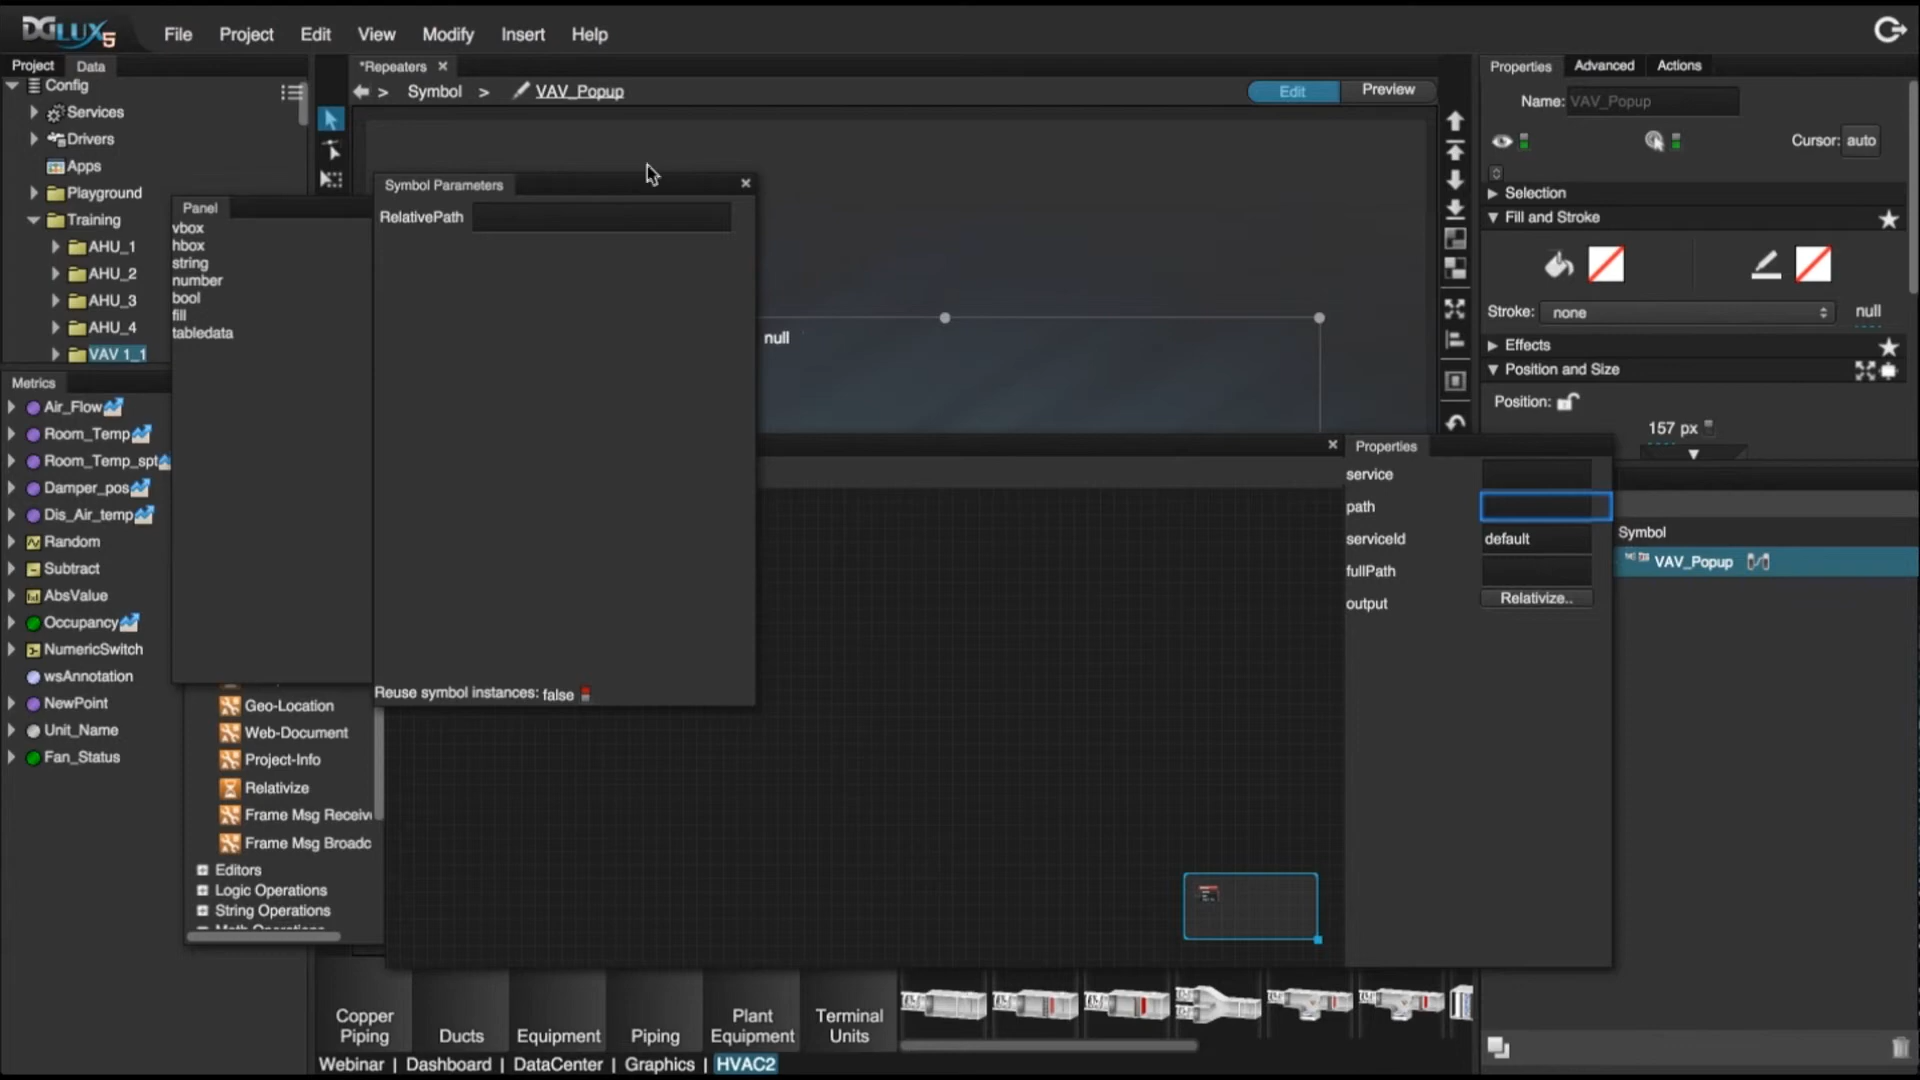 DGLUX5
File
Project
Edit
View
Modify
Insert
Help
Project
Data
Config
Services
Drivers
Apps
Playground
Training
AHU_1
AHU_2
AHU_3
AHU_4
VAV 1_1
Metrics
Air_Flow
Room_Temp
Room_Temp_spt
Damper_pos
Dis_Air_temp
Random
Subtract
AbsValue
Occupancy
NumericSwitch
wsAnnotation
NewPoint
Unit_Name
Fan_Status
Panel
vbox
hbox
string
number
bool
fill
tabledata
Geo-Location
Web-Document
Project-Info
Relativize
Frame Msg Receiv
Frame Msg Broadc
Editors
Logic Operations
String Operations
*Repeaters
> Symbol > VAV_Popup
Edit
Preview
Symbol Parameters
RelativePath
Reuse symbol instances: false
null
Properties
service
path
serviceId default
fullPath
output Relativize..
Properties
Advanced
Actions
Name: VAV_Popup
Cursor: auto
Selection
Fill and Stroke
Stroke: none null
Effects
Position and Size
Position:
157 px
Symbol
VAV_Popup
Copper Piping
Ducts
Equipment
Piping
Plant Equipment
Terminal Units
Webinar | Dashboard | DataCenter | Graphics | HVAC2